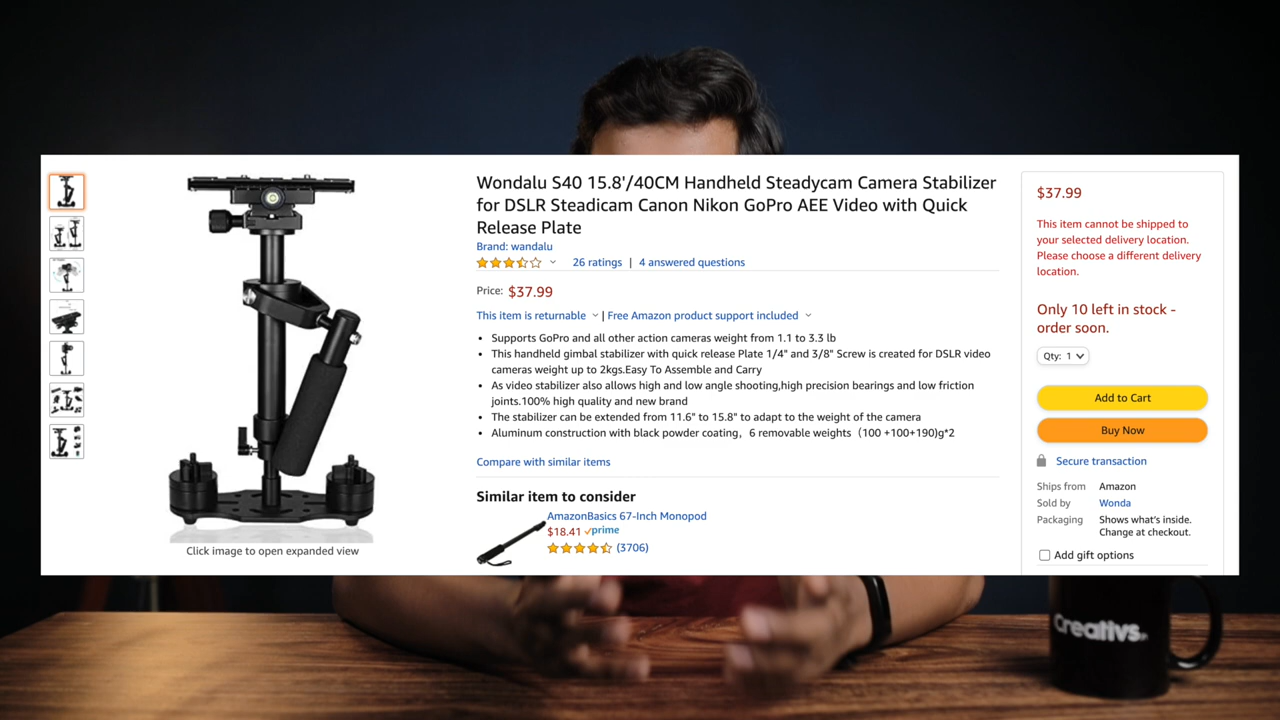 Wondalu S40 15.8'/40CM Handheld Steadycam Camera Stabilizer
for DSLR Steadicam Canon Nikon GoPro AEE Video with Quick
Release Plate
Brand: wandalu
26 ratings | 4 answered questions
Price: $37.99
This item is returnable | Free Amazon product support included
• Supports GoPro and all other action cameras weight from 1.1 to 3.3 lb
• This handheld gimbal stabilizer with quick release Plate 1/4" and 3/8" Screw is created for DSLR video
cameras weight up to 2kgs.Easy To Assemble and Carry
• As video stabilizer also allows high and low angle shooting,high precision bearings and low friction
joints.100% high quality and new brand
• The stabilizer can be extended from 11.6" to 15.8" to adapt to the weight of the camera
• Aluminum construction with black powder coating，6 removable weights（100 +100+190)g*2
Compare with similar items
Similar item to consider
AmazonBasics 67-Inch Monopod
$18.41 prime
(3706)
Click image to open expanded view
$37.99
This item cannot be shipped to
your selected delivery location.
Please choose a different delivery
location.
Only 10 left in stock -
order soon.
Qty: 1
Add to Cart
Buy Now
Secure transaction
Ships from Amazon
Sold by Wonda
Packaging Shows what's inside.
Change at checkout.
Add gift options
Creativs